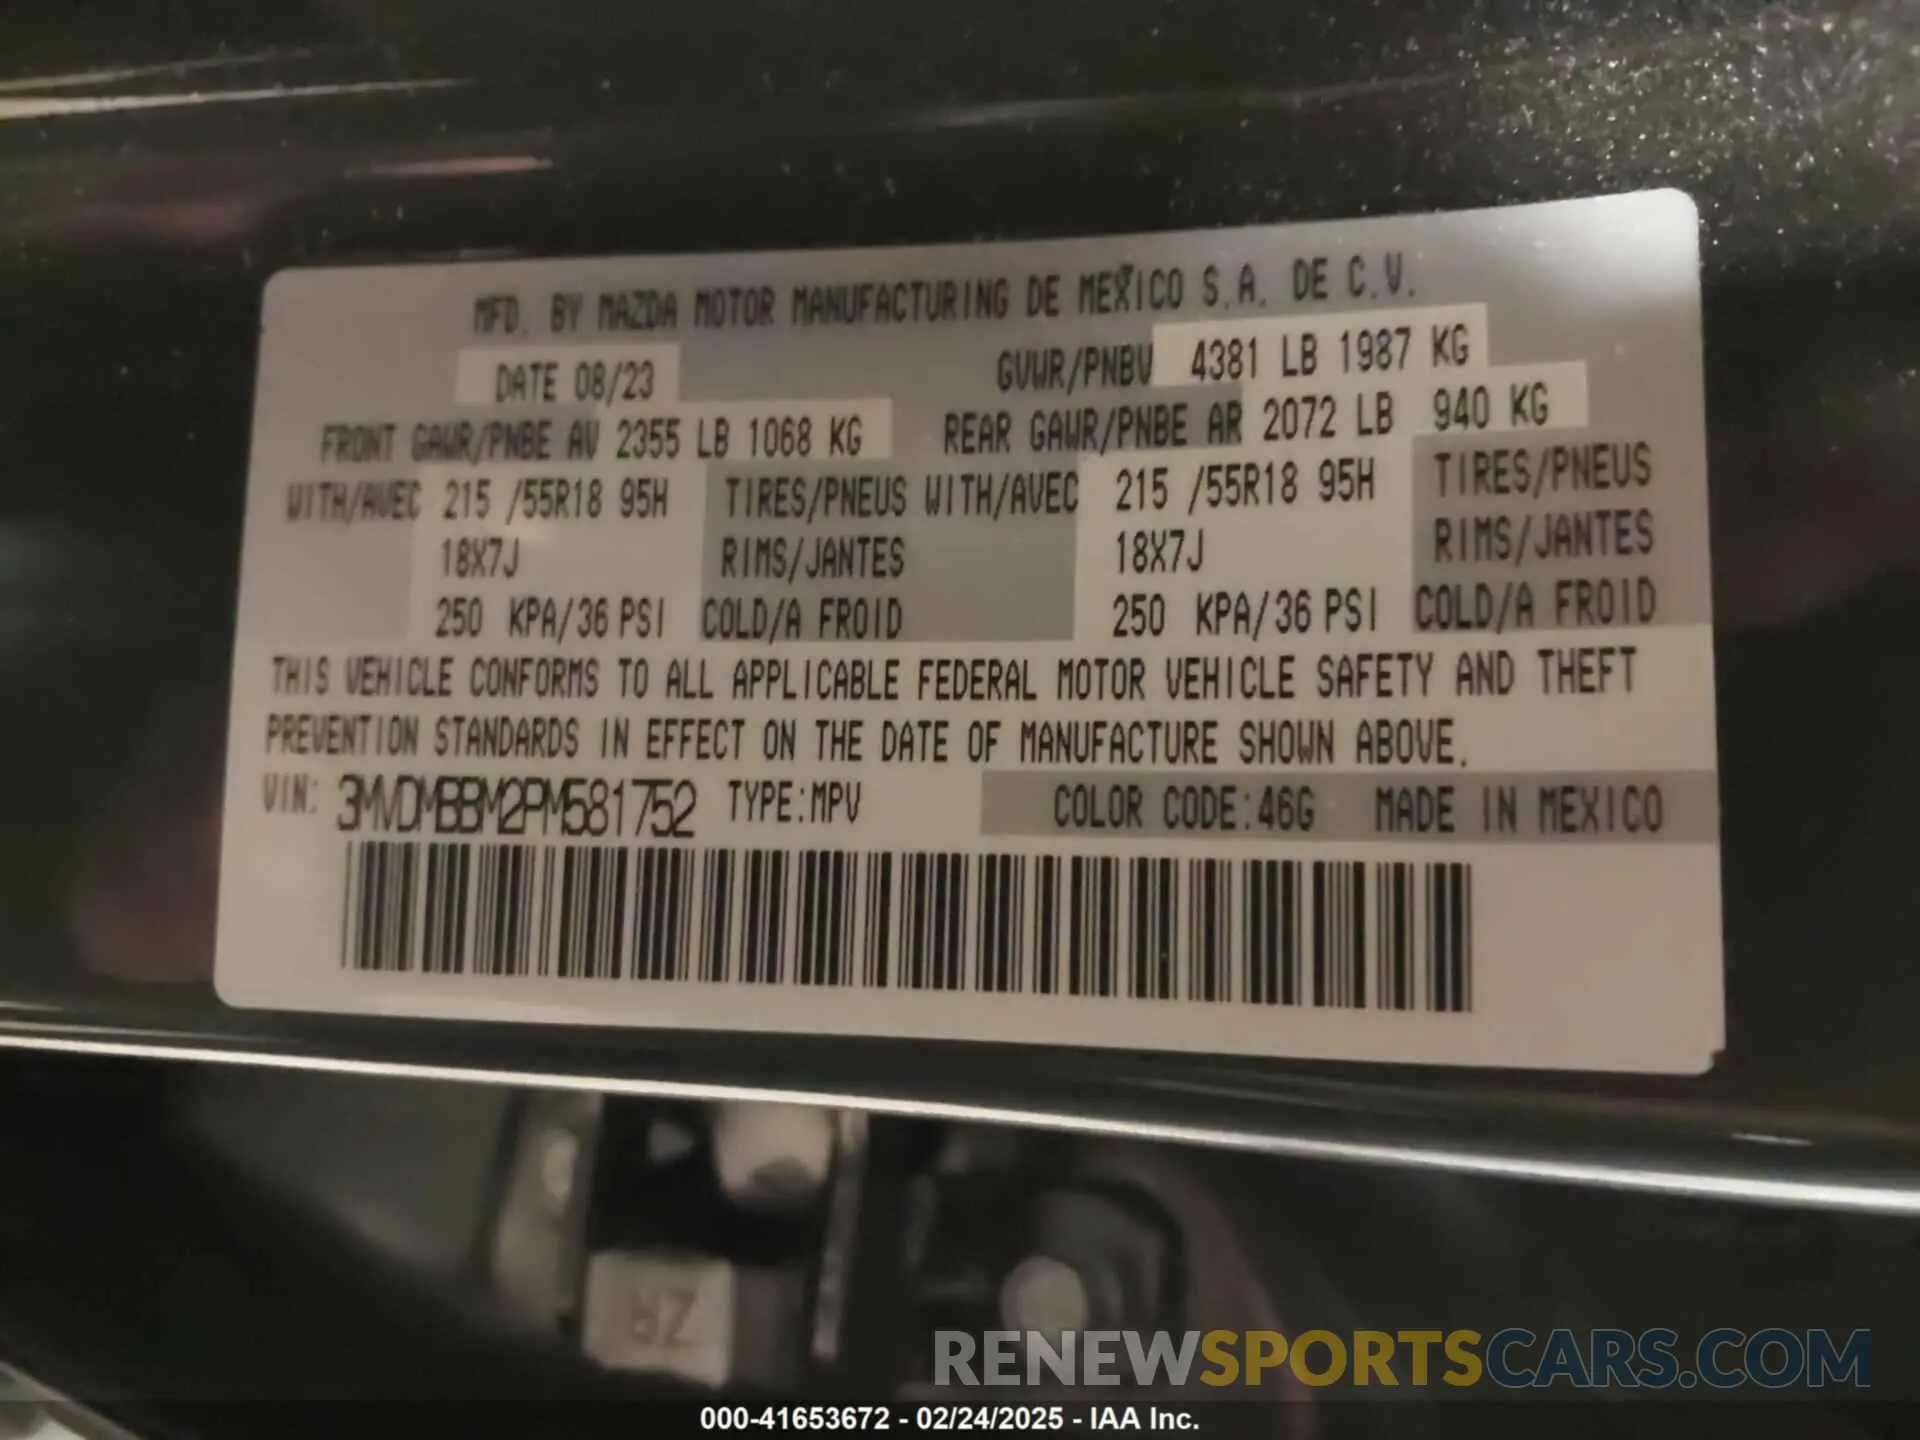 MFD. BY MAZDA MOTOR MANUFACTURING DE MEXICO S.A. DE C.V.
DATE 08/23 GVWR/PNBV 4381 LB 1987 KG
FRONT GAWR/PNBE AV 2355 LB 1068 KG REAR GAWR/PNBE AR 2072 LB 940 KG
WITH/AVEC 215 /55R18 95H TIRES/PNEUS WITH/AVEC 215 /55R18 95H TIRES/PNEUS
18X7J RIMS/JANTES 18X7J RIMS/JANTES
250 KPA/36 PSI COLD/A FROID 250 KPA/36 PSI COLD/A FROID
THIS VEHICLE CONFORMS TO ALL APPLICABLE FEDERAL MOTOR VEHICLE SAFETY AND THEFT
PREVENTION STANDARDS IN EFFECT ON THE DATE OF MANUFACTURE SHOWN ABOVE.
VIN: 3MVDMBBM2PM581752 TYPE:MPV COLOR CODE:46G MADE IN MEXICO
RENEWSPORTSCARS.COM
000-41653672 - 02/24/2025 - IAA Inc.